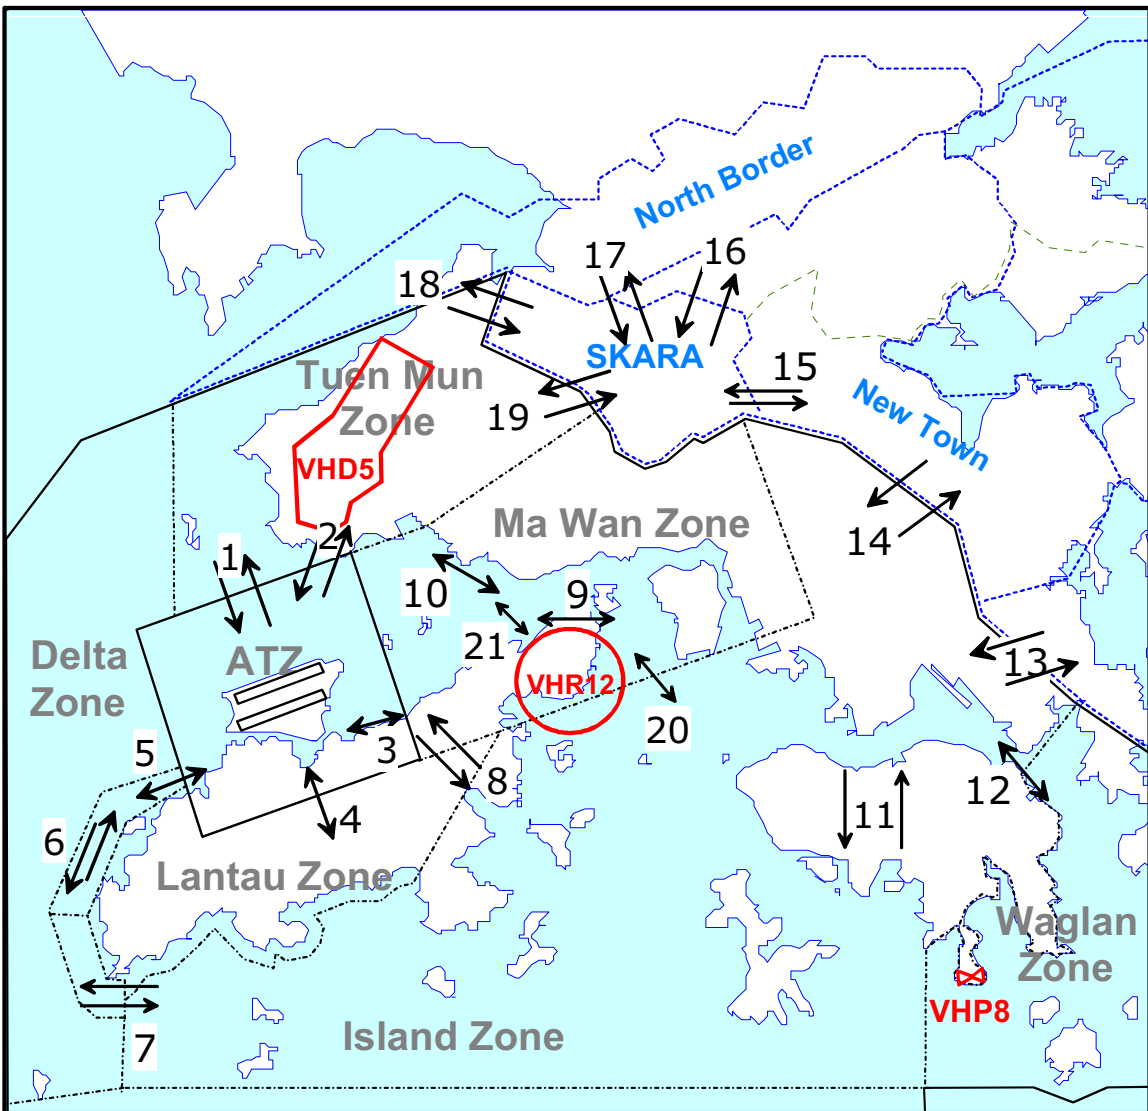 North Border
17
16
18
SKARA
15
Tuen Mun
Zone
19
New Town
VHD5
Ma Wan Zone
2
14
1
10
9
21
Delta
Zone
ATZ
13
VHR12
20
3
5
8
12
6
4
11
Lantau Zone
Waglan
Zone
VHP8
Island Zone
7